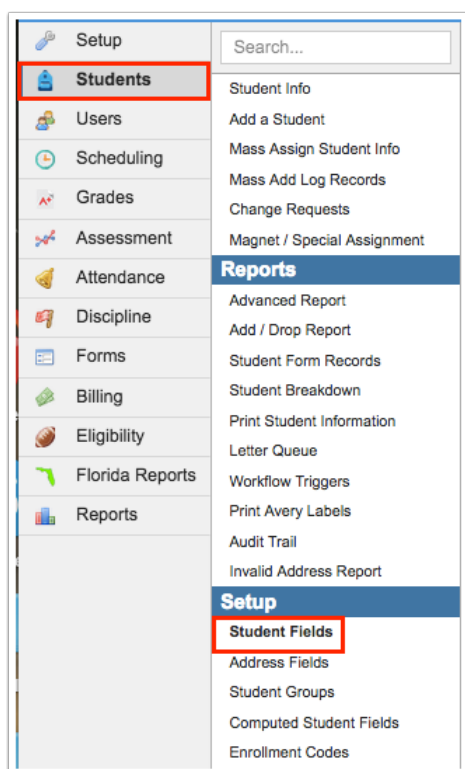 Setup
Students
Users
Scheduling
Grades
Assessment
Attendance
Discipline
Forms
Billing
Eligibility
Florida Reports
Reports
Search...
Student Info
Add a Student
Mass Assign Student Info
Mass Add Log Records
Change Requests
Magnet / Special Assignment
Reports
Advanced Report
Add / Drop Report
Student Form Records
Student Breakdown
Print Student Information
Letter Queue
Workflow Triggers
Print Avery Labels
Audit Trail
Invalid Address Report
Setup
Student Fields
Address Fields
Student Groups
Computed Student Fields
Enrollment Codes